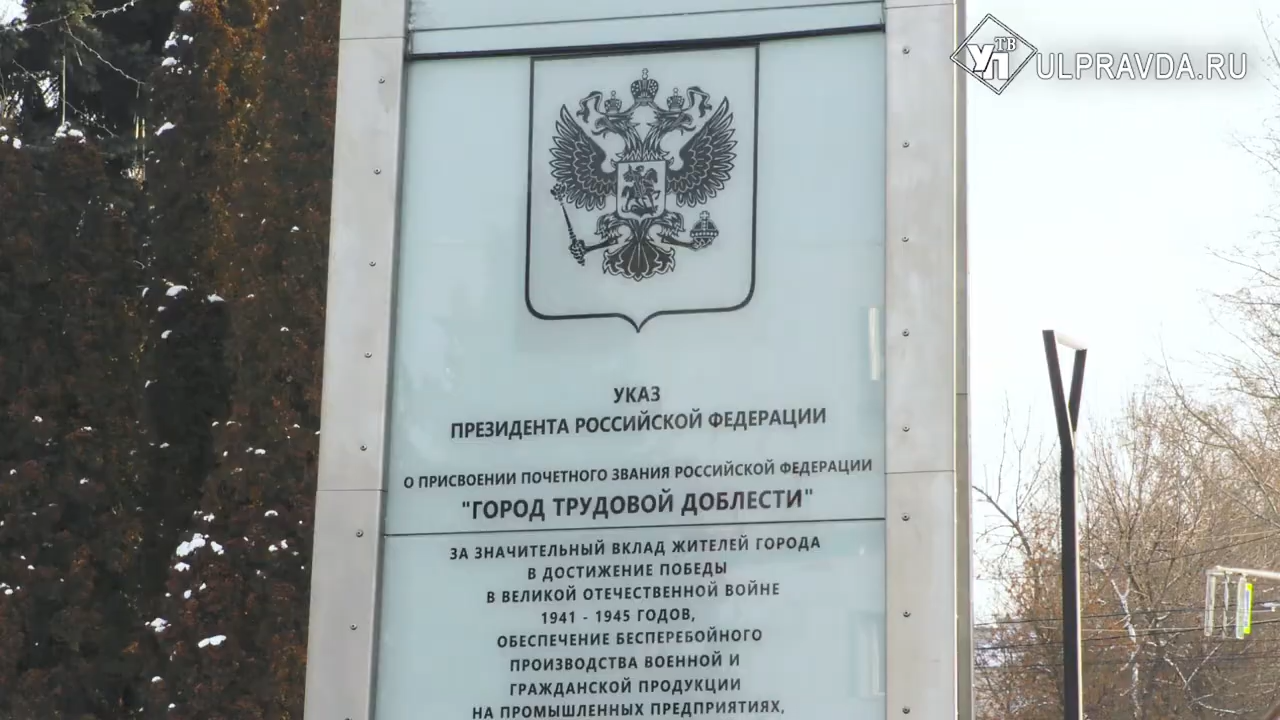 УП ТВ
ULPRAVDA.RU
УКАЗ
ПРЕЗИДЕНТА РОССИЙСКОЙ ФЕДЕРАЦИИ
О ПРИСВОЕНИИ ПОЧЕТНОГО ЗВАНИЯ РОССИЙСКОЙ ФЕДЕРАЦИИ
"ГОРОД ТРУДОВОЙ ДОБЛЕСТИ"
ЗА ЗНАЧИТЕЛЬНЫЙ ВКЛАД ЖИТЕЛЕЙ ГОРОДА
В ДОСТИЖЕНИЕ ПОБЕДЫ
В ВЕЛИКОЙ ОТЕЧЕСТВЕННОЙ ВОЙНЕ
1941 - 1945 ГОДОВ,
ОБЕСПЕЧЕНИЕ БЕСПЕРЕБОЙНОГО
ПРОИЗВОДСТВА ВОЕННОЙ И
ГРАЖДАНСКОЙ ПРОДУКЦИИ
НА ПРОМЫШЛЕННЫХ ПРЕДПРИЯТИЯХ,